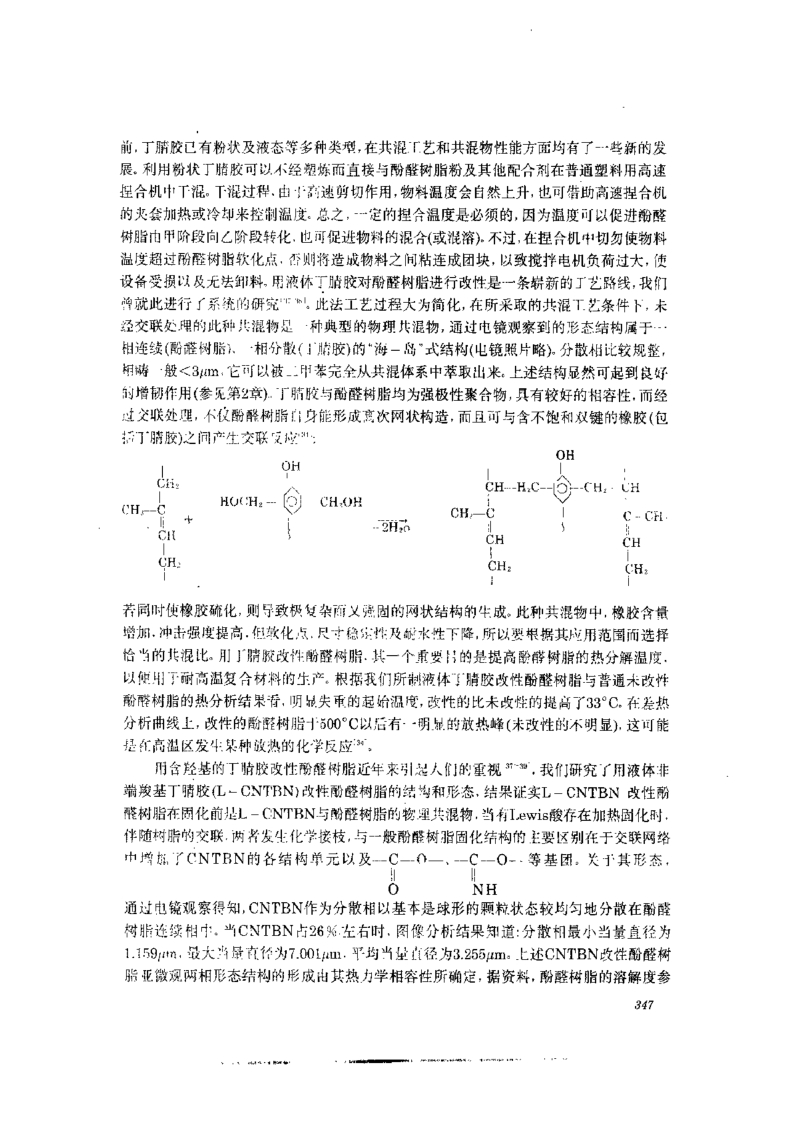 前,丁腈胶已有粉状及液态等多种类型,在共混工艺和共混物性能方面均有了一些新的发
展。利用粉状丁腈胶可以不经塑炼而直接与酚醛树脂粉及其他配合剂在普通塑料用高速
捏合机中干混。干混过程,由于高速剪切作用,物料温度会自然上升,也可借助高速捏合机
的夹套加热或冷却来控制温度。总之,一定的捏合温度是必须的,因为温度可以促进酚醛
树脂由甲阶段向乙阶段转化,也可促进物料的混合(或混溶)。不过,在捏合机中切勿使物料
温度超过酚醛树脂软化点,否则将造成物料之间粘连成团块,以致搅拌电机负荷过大,使
设备受损以及无法卸料。用液体丁腈胶对酚醛树脂进行改性是一条崭新的工艺路线,我们
曾就此进行了系统的研究。此法工艺过程大为简化,在所采取的共混工艺条件下,未
经交联处理的此种共混物是一种典型的物理共混物,通过电镜观察到的形态结构属于一
相连续(酚醛树脂)、一相分散(丁腈胶)的“海－岛”式结构(电镜照片略)。分散相比较规整,
相畴一般<3μm,它可以被二甲苯完全从共混体系中萃取出来。上述结构显然可起到良好
的增韧作用(参见第2章)。丁腈胶与酚醛树脂均为强极性聚合物,具有较好的相容性,而经
过交联处理,不仅酚醛树脂自身能形成高次网状构造,而且可与含不饱和双键的橡胶(包
括丁腈胶)之间产生交联反应:
OH
OH
CH₂
CH—H₂C— —CH₂ CH
HOCH₂— CH₂OH
CH₃—C
+
-2H₂O
CH₃—C C - CH
CH
CH CH
CH₂
CH₂ CH₂
若同时使橡胶硫化,则导致极复杂而又强固的网状结构的生成。此种共混物中,橡胶含量
增加,冲击强度提高,但软化点,尺寸稳定性及耐水性下降,所以要根据其应用范围而选择
恰当的共混比。用丁腈胶改性酚醛树脂,其一个重要目的是提高酚醛树脂的热分解温度,
以便用于耐高温复合材料的生产。根据我们所制液体丁腈胶改性酚醛树脂与普通未改性
酚醛树脂的热分析结果看,明显失重的起始温度,改性的比未改性的提高了33°C。在差热
分析曲线上,改性的酚醛树脂于500°C以后有一明显的放热峰(未改性的不明显),这可能
是在高温区发生某种放热的化学反应。
用含羟基的丁腈胶改性酚醛树脂近年来引起人们的重视,我们研究了用液体非
端羧基丁腈胶(L－CNTBN)改性酚醛树脂的结构和形态,结果证实L－CNTBN 改性酚
醛树脂在固化前是L－CNTBN与酚醛树脂的物理共混物,当有Lewis酸存在加热固化时,
伴随树脂的交联,两者发生化学接枝,与一般酚醛树脂固化结构的主要区别在于交联网络
中增加了CNTBN的各结构单元以及—C—O—、—C—O—等基团。关于其形态,
O NH
通过电镜观察得知,CNTBN作为分散相以基本是球形的颗粒状态较均匀地分散在酚醛
树脂连续相中。当CNTBN占26%左右时,图像分析结果知道:分散相最小当量直径为
1.159μm,最大当量直径为7.001μm,平均当量直径为3.255μm。上述CNTBN改性酚醛树
脂亚微观两相形态结构的形成由其热力学相容性所确定,据资料,酚醛树脂的溶解度参
347